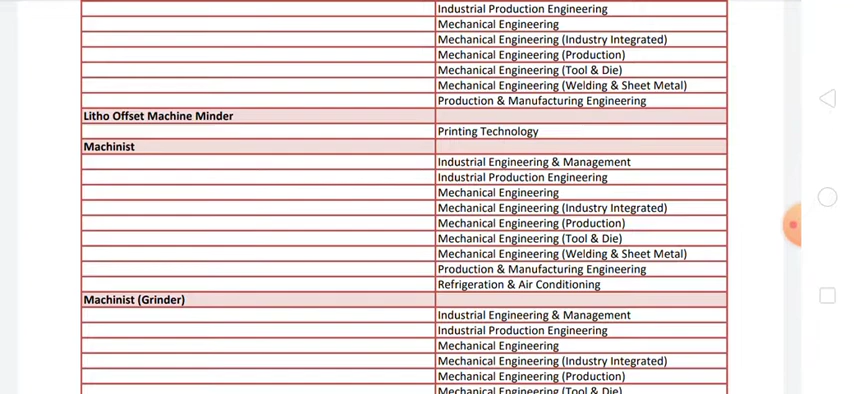 Industrial Production Engineering
Mechanical Engineering
Mechanical Engineering (Industry Integrated)
Mechanical Engineering (Production)
Mechanical Engineering (Tool & Die)
Mechanical Engineering (Welding & Sheet Metal)
Production & Manufacturing Engineering
Litho Offset Machine Minder
Printing Technology
Machinist
Industrial Engineering & Management
Industrial Production Engineering
Mechanical Engineering
Mechanical Engineering (Industry Integrated)
Mechanical Engineering (Production)
Mechanical Engineering (Tool & Die)
Mechanical Engineering (Welding & Sheet Metal)
Production & Manufacturing Engineering
Refrigeration & Air Conditioning
Machinist (Grinder)
Industrial Engineering & Management
Industrial Production Engineering
Mechanical Engineering
Mechanical Engineering (Industry Integrated)
Mechanical Engineering (Production)
Mechanical Engineering (Tool & Die)